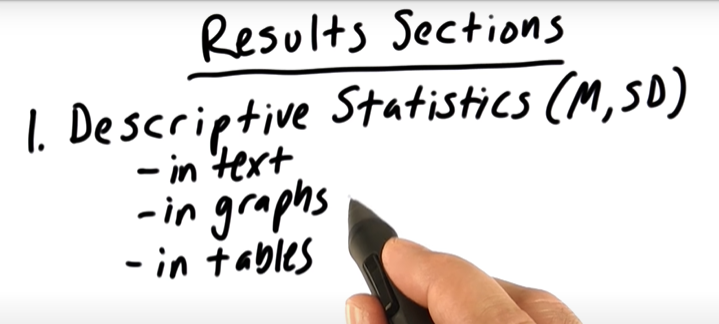 Results Sections
1. Descriptive Statistics (M, SD)
- in text
- in graphs
- in tables